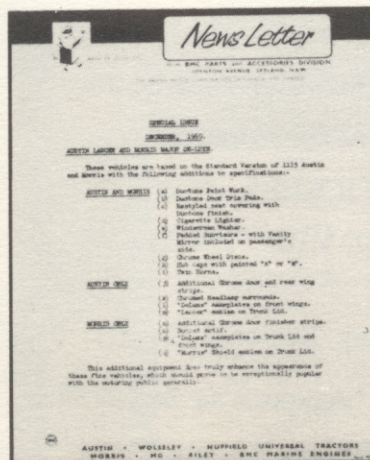 News Letter
BMC PARTS AND ACCESSORIES DIVISION
SPECIAL ISSUE
DECEMBER, 1960.
AUSTIN LANCER AND MORRIS MAJOR DE-LUXE.
These vehicles are based on the Standard Version of 1115 Austin
and Morris with the following additions to specifications:-
AUSTIN AND MORRIS (a) Duotone Paint Work.
(b) Duotone Door Trim Pads.
(c) Restyled seat covering with
Duotone finish.
(d) Cigarette Lighter.
(e) Windscreen Washer.
(f) Padded Sunvisors - with Vanity
Mirror included on passenger's
side.
(g) Chrome Wheel Discs.
(h) Hub caps with painted "A" or "M".
(i) Twin Horns.
AUSTIN ONLY Additional Chrome door and rear wing
strips.
Chromed Headlamp surrounds.
"Deluxe" nameplates on front wings.
"Lancer" emblem on Trunk Lid.
MORRIS ONLY Additional Chrome door finisher strips.
Bonnet motif.
"Deluxe" nameplates on Trunk Lid and
front wings.
"Morris" Shield emblem on Trunk Lid.
This additional equipment does truly enhance the appearance of
these fine vehicles, which should prove to be exceptionally popular
with the motoring public generally.
AUSTIN • WOLSELEY • NUFFIELD UNIVERSAL TRACTORS
MORRIS • MG • RILEY • BMC MARINE ENGINES